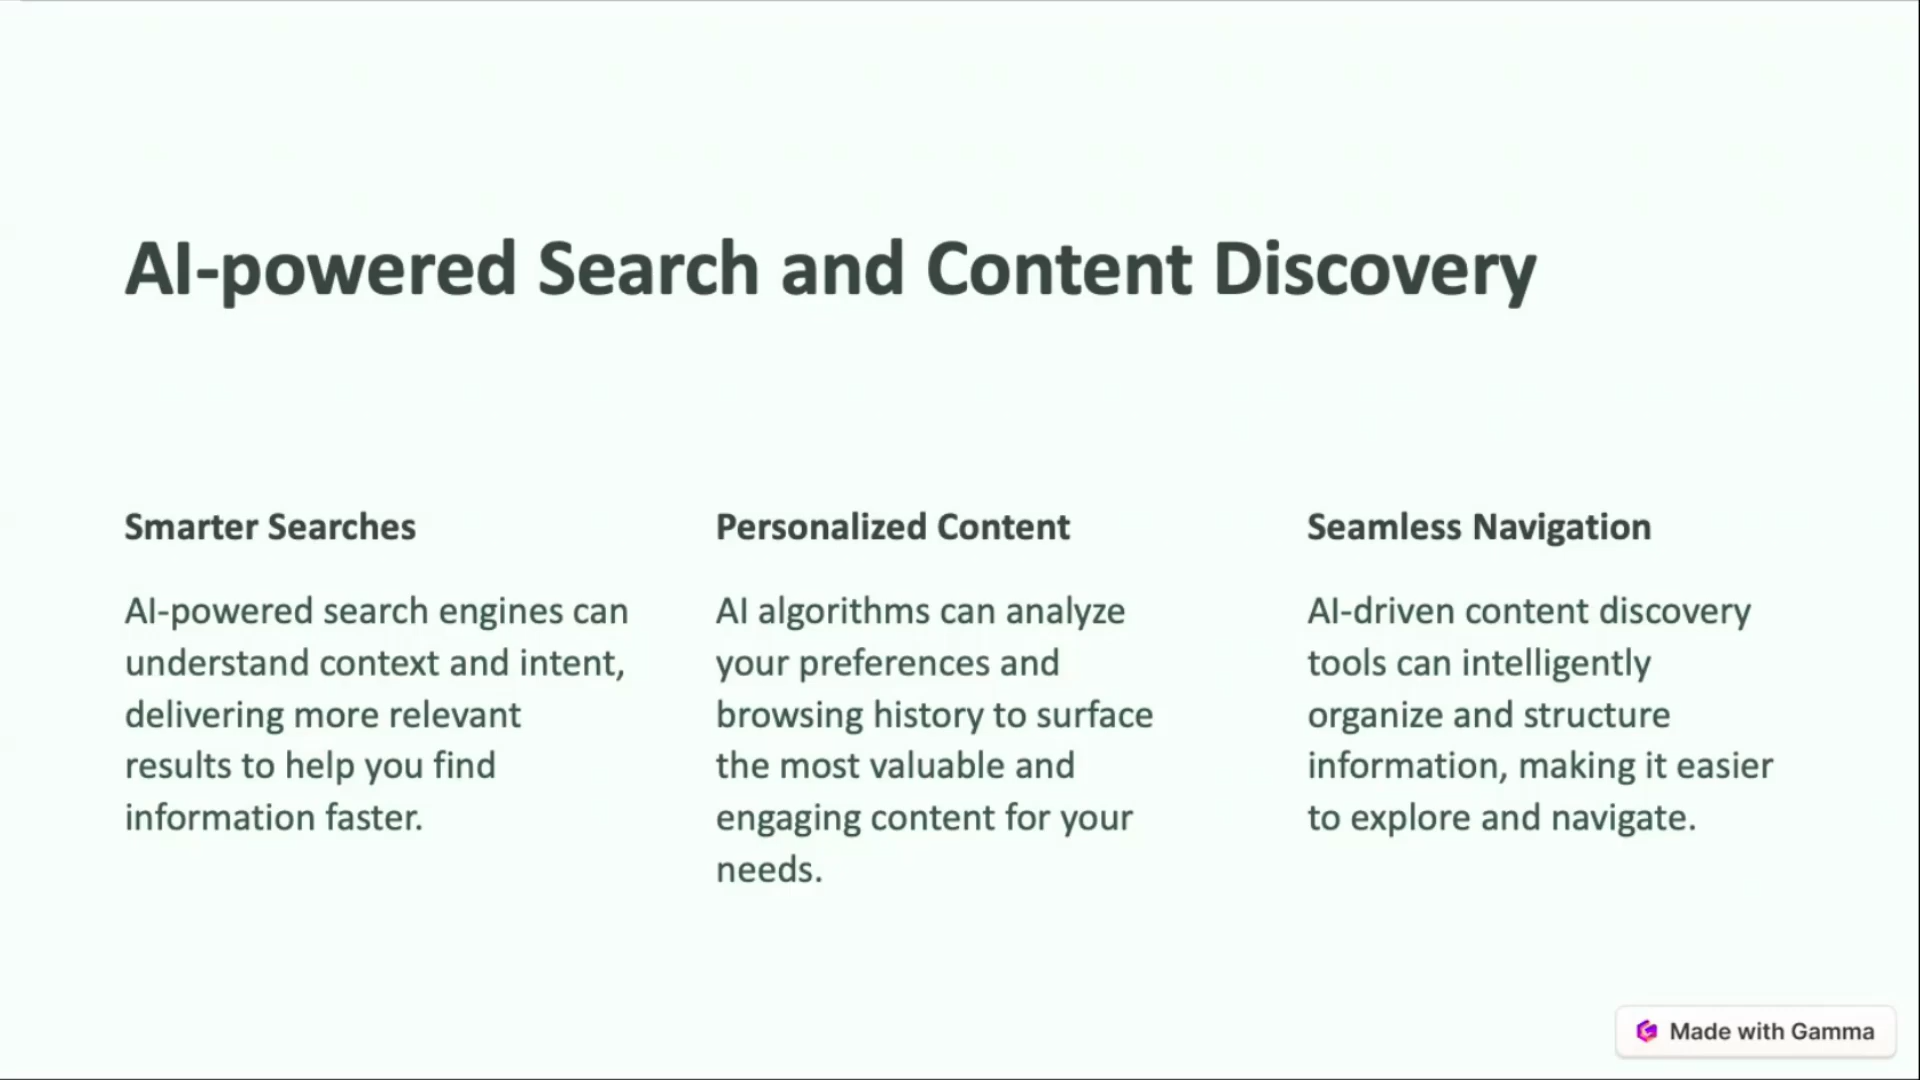 AI-powered Search and Content Discovery
Smarter Searches
AI-powered search engines can
understand context and intent,
delivering more relevant
results to help you find
information faster.
Personalized Content
AI algorithms can analyze
your preferences and
browsing history to surface
the most valuable and
engaging content for your
needs.
Seamless Navigation
AI-driven content discovery
tools can intelligently
organize and structure
information, making it easier
to explore and navigate.
Made with Gamma